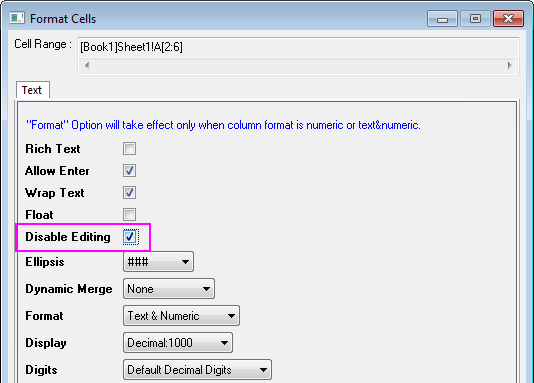 Format Cells
Cell Range : [Book1]Sheet1!A[2:6]
Text
"Format" Option will take effect only when column format is numeric or text&numeric.
Rich Text
Allow Enter
Wrap Text
Float
Disable Editing
Ellipsis ###
Dynamic Merge None
Format Text & Numeric
Display Decimal:1000
Digits Default Decimal Digits